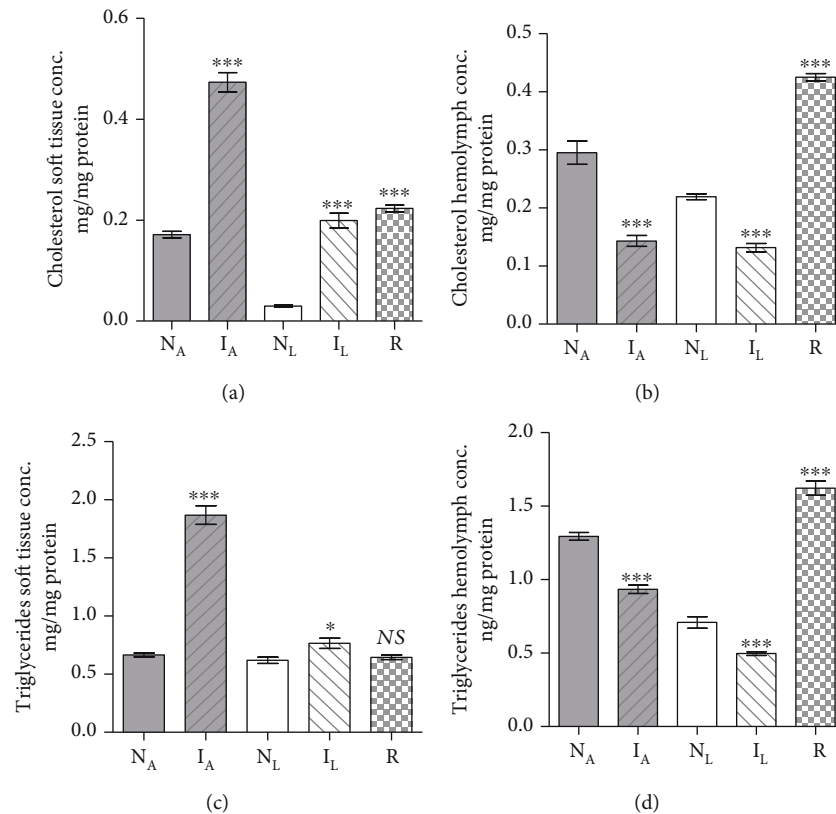 Cholesterol soft tissue conc.
mg/mg protein
0.6
0.4
0.2
0.0
***
***
***
N_A I_A N_L I_L R
(a)
Cholesterol hemolymph conc.
mg/mg protein
0.5
0.4
0.3
0.2
0.1
0.0
***
***
***
N_A I_A N_L I_L R
(b)
Triglycerides soft tissue conc.
mg/mg protein
2.5
2.0
1.5
1.0
0.5
0.0
***
*
NS
N_A I_A N_L I_L R
(c)
Triglycerides hemolymph conc.
ng/mg protein
2.0
1.5
1.0
0.5
0.0
***
***
***
N_A I_A N_L I_L R
(d)